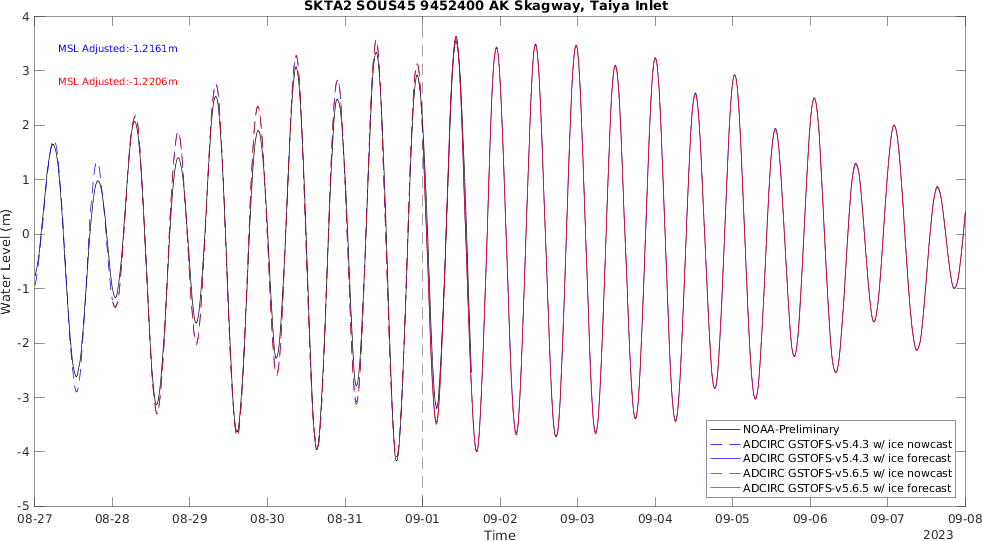 SKTA2 SOUS45 9452400 AK Skagway, Taiya Inlet
4
3
2
1
0
-1
-2
-3
-4
-5
Water Level (m)
MSL Adjusted:-1.2161m
MSL Adjusted:-1.2206m
NOAA-Preliminary
ADCIRC GSTOFS-v5.4.3 w/ ice nowcast
ADCIRC GSTOFS-v5.4.3 w/ ice forecast
ADCIRC GSTOFS-v5.6.5 w/ ice nowcast
ADCIRC GSTOFS-v5.6.5 w/ ice forecast
08-27 08-28 08-29 08-30 08-31 09-01 09-02 09-03 09-04 09-05 09-06 09-07 09-08
Time
2023